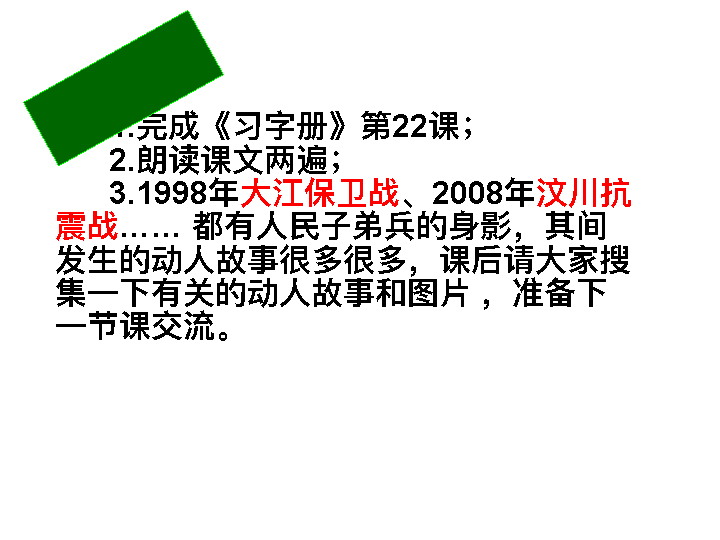 1.完成《习字册》第22课；
2.朗读课文两遍；
3.1998年大江保卫战、2008年汶川抗
震战…… 都有人民子弟兵的身影，其间
发生的动人故事很多很多，课后请大家搜
集一下有关的动人故事和图片 ，准备下
一节课交流。